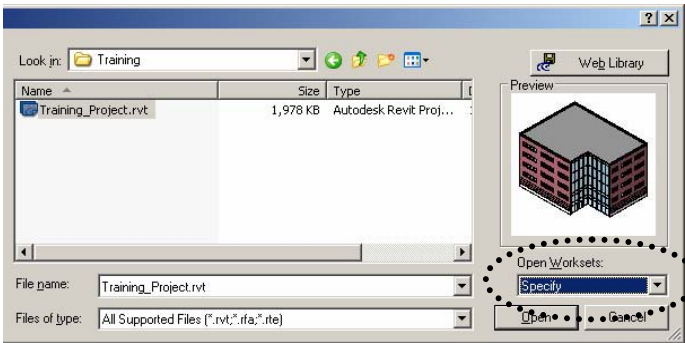 Look in: Training
Web Library
Name Size Type
Preview
Training_Project.rvt 1,978 KB Autodesk Revit Proj...
Open Worksets:
File name: Training_Project.rvt
Specify
Files of type: All Supported Files (*.rvt;*.rfa;*.rte)
Open Cancel